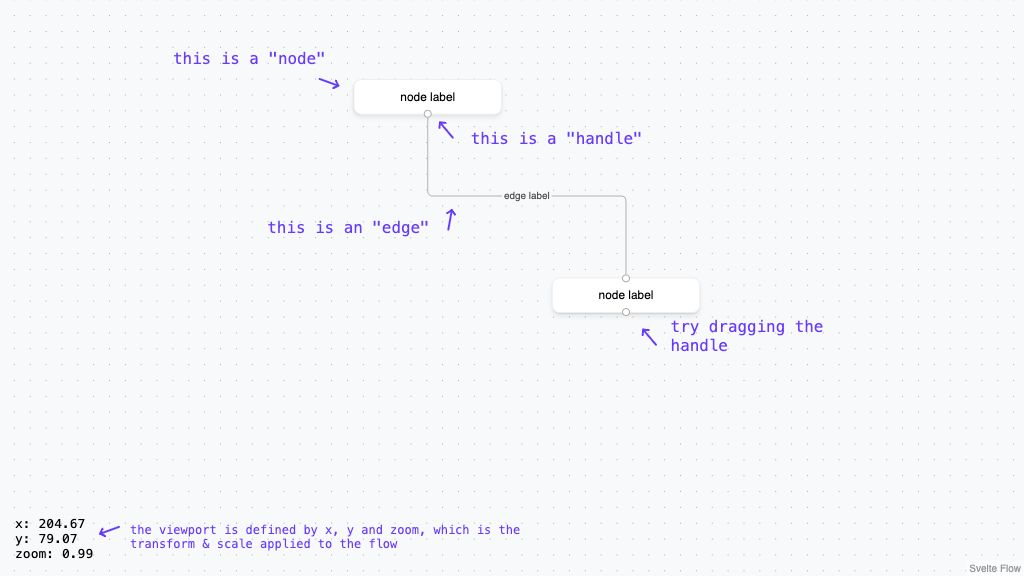 this is a "node"
node label
this is a "handle"
edge label
this is an "edge"
node label
try dragging the
handle
x: 204.67
y: 79.07
zoom: 0.99
the viewport is defined by x, y and zoom, which is the
transform & scale applied to the flow
Svelte Flow